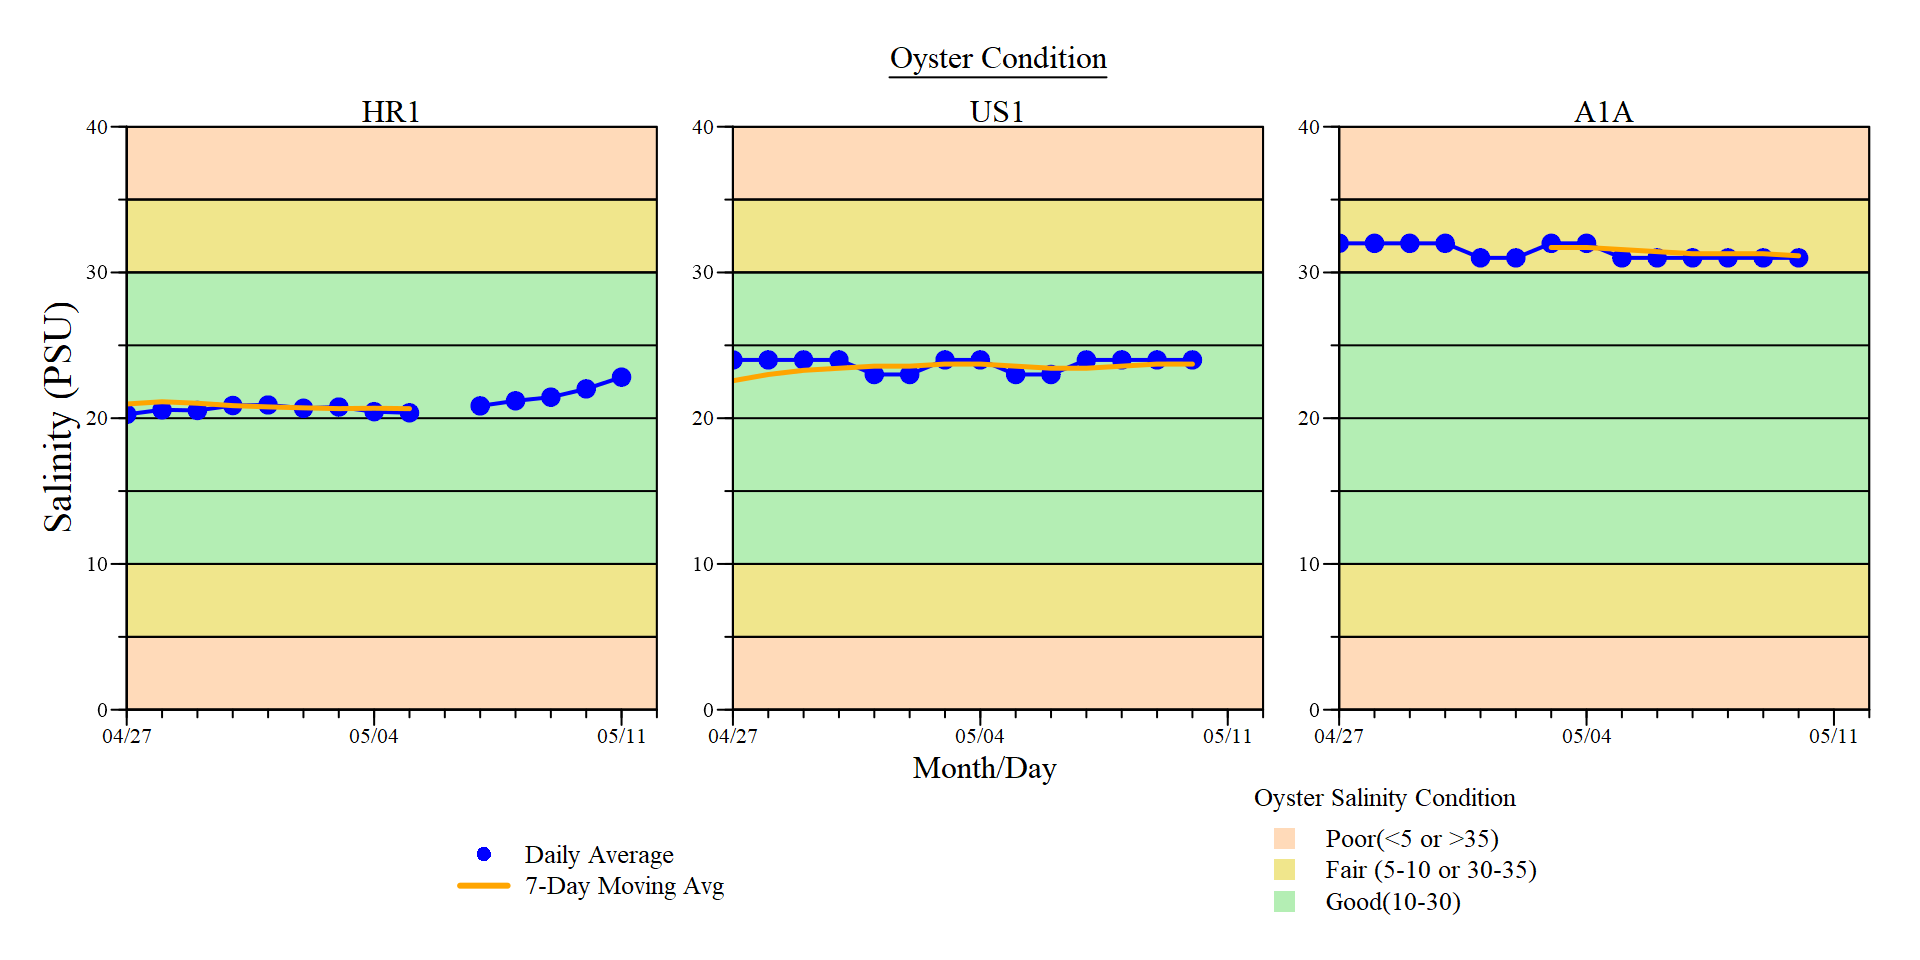 Oyster Condition
HR1
US1
A1A
Salinity (PSU)
40
30
20
10
0
04/27
05/04
05/11
40
30
20
10
0
04/27
05/04
05/11
40
30
20
10
0
04/27
05/04
05/11
Month/Day
Daily Average
7-Day Moving Avg
Oyster Salinity Condition
Poor(<5 or >35)
Fair (5-10 or 30-35)
Good(10-30)